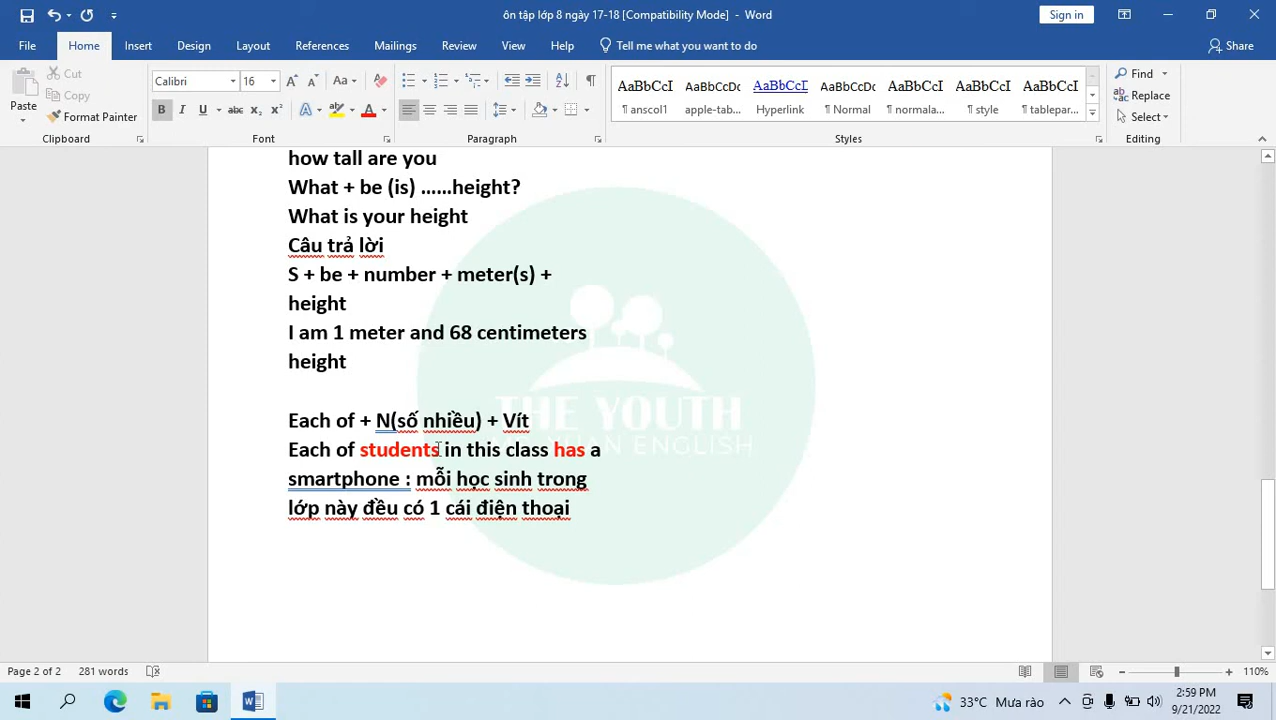 ôn tập lớp 8 ngày 17-18 [Compatibility Mode] - Word
Sign in
File Home Insert Design Layout References Mailings Review View Help Tell me what you want to do Share
Paste
Cut
Copy
Format Painter
Calibri 16
AaBbCcI AaBbCcDc AaBbCcI AaBbCcDc AaBbCcI AaBbCcI AaBbCcI
¶ anscol1 apple-tab... Hyperlink ¶ Normal ¶ normala... ¶ style ¶ tablepar...
Find
Replace
Select
Clipboard Font Paragraph Styles Editing
how tall are you
What + be (is) ……height?
What is your height
Câu trả lời
S + be + number + meter(s) +
height
I am 1 meter and 68 centimeters
height
Each of + N(số nhiều) + Vít
Each of students in this class has a
smartphone : mỗi học sinh trong
lớp này đều có 1 cái điện thoại
THE YOUTH
MAKING ENGLISH
Page 2 of 2 281 words 110%
33°C Mưa rào
2:59 PM
9/21/2022